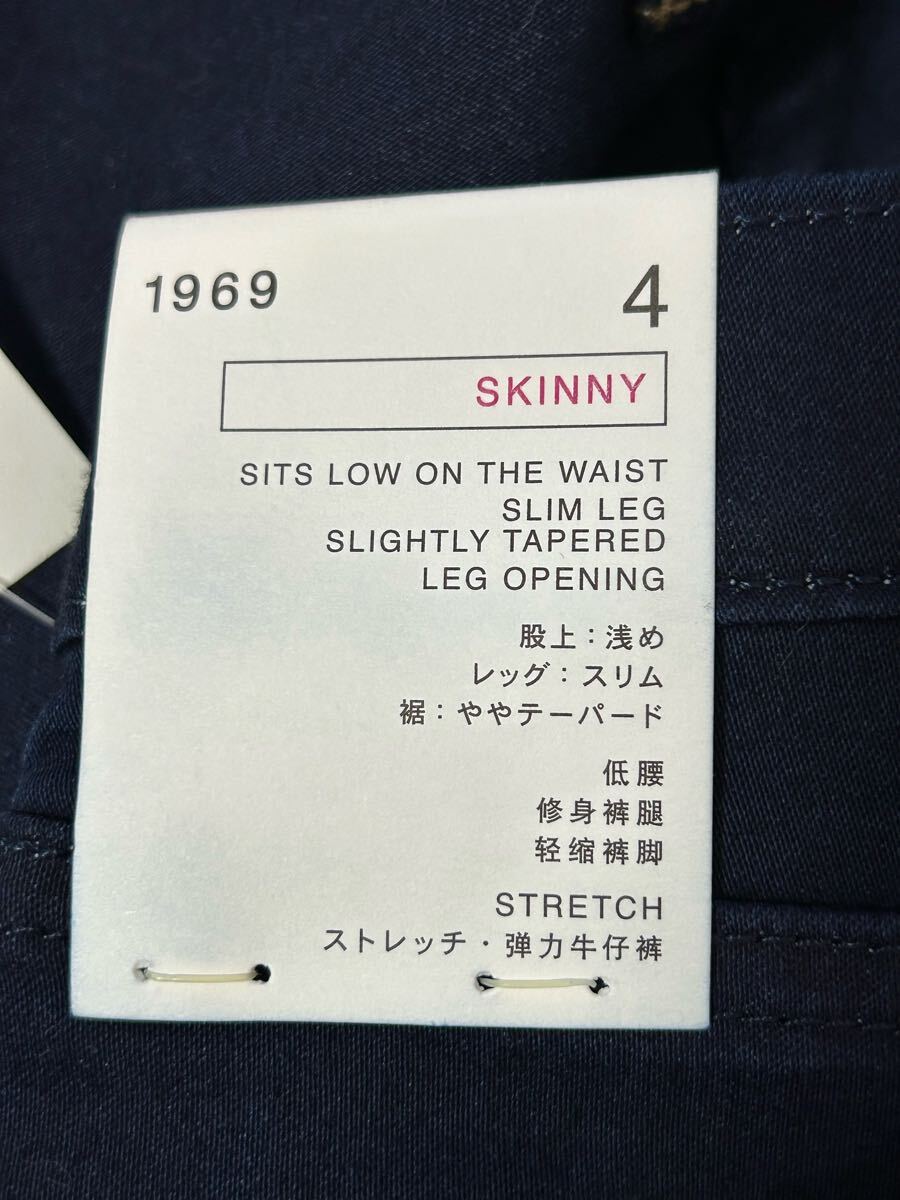 1969
4
SKINNY
SITS LOW ON THE WAIST
SLIM LEG
SLIGHTLY TAPERED
LEG OPENING
股上：浅め
レッグ：スリム
裾：ややテーパード
低腰
修身裤腿
轻缩裤脚
STRETCH
ストレッチ・弹力牛仔裤